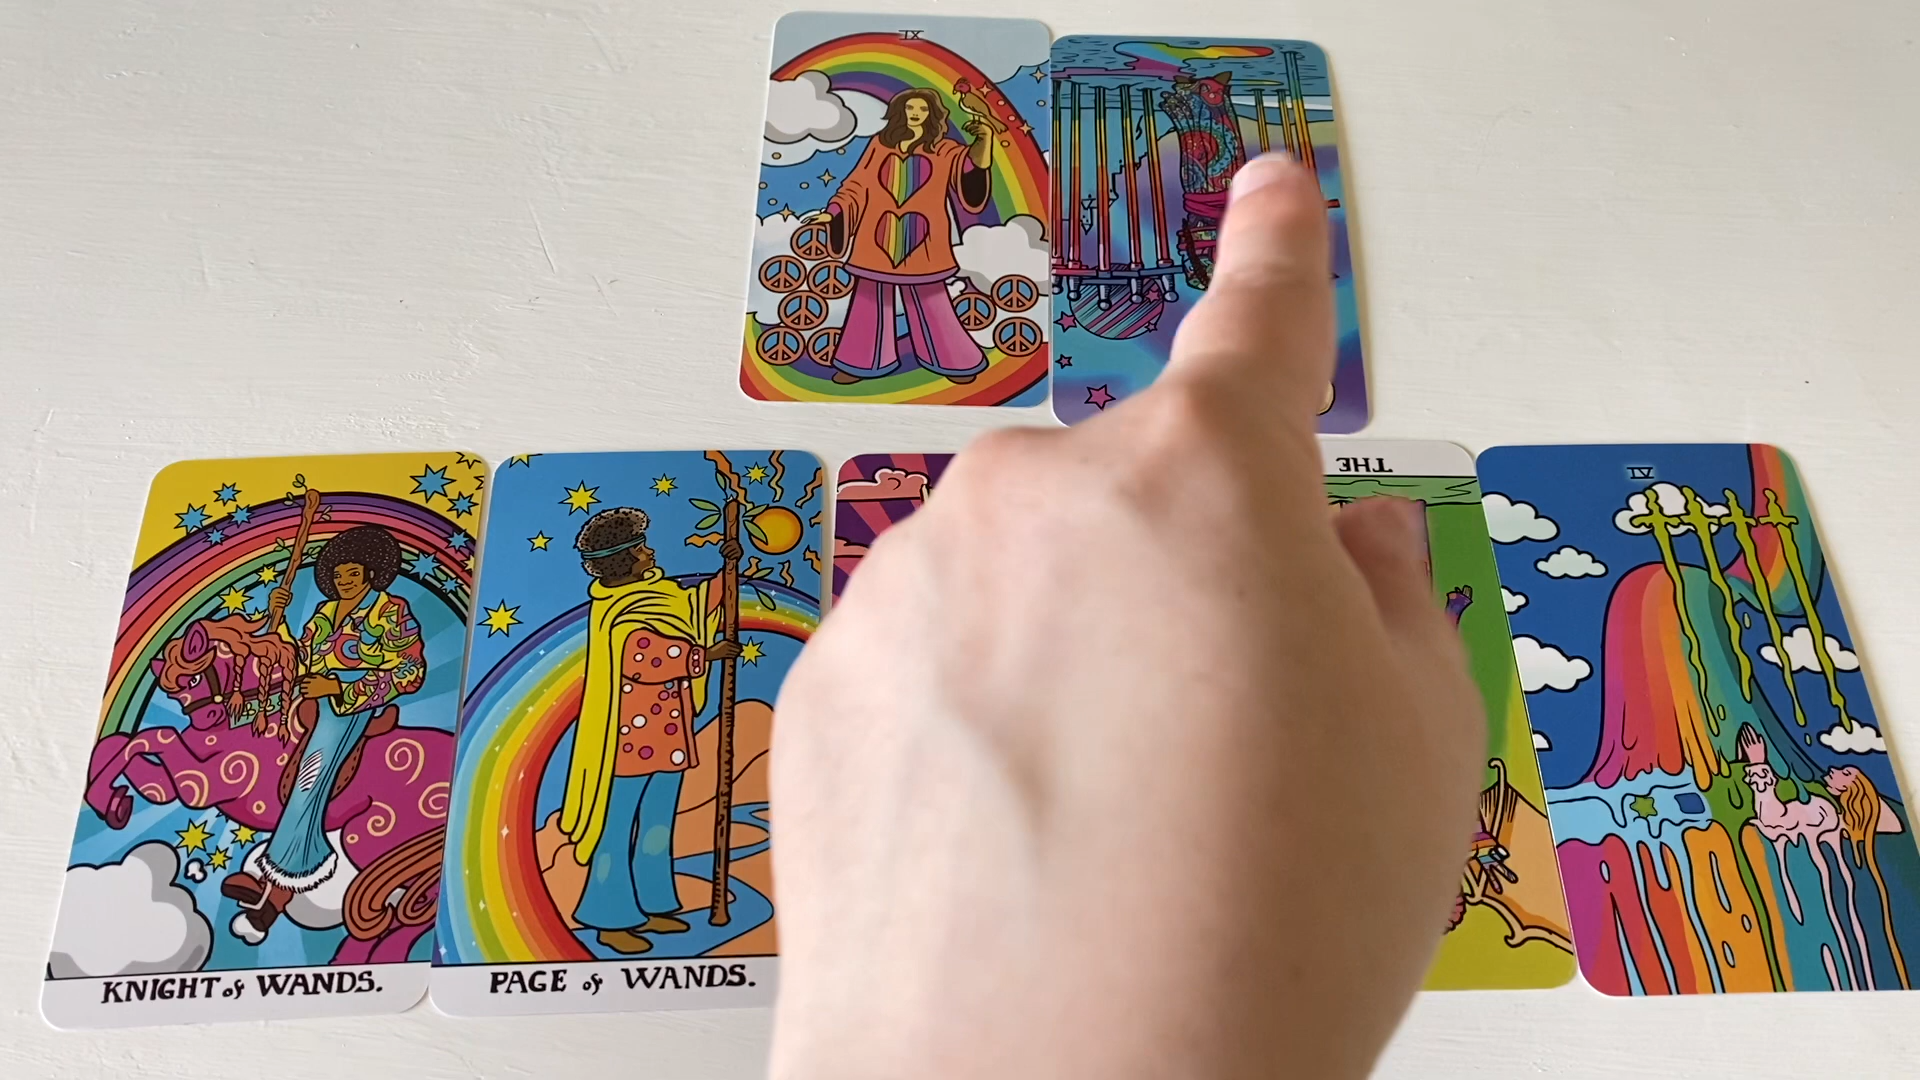 IX
THE
IV
KNIGHT of WANDS.
PAGE of WANDS.